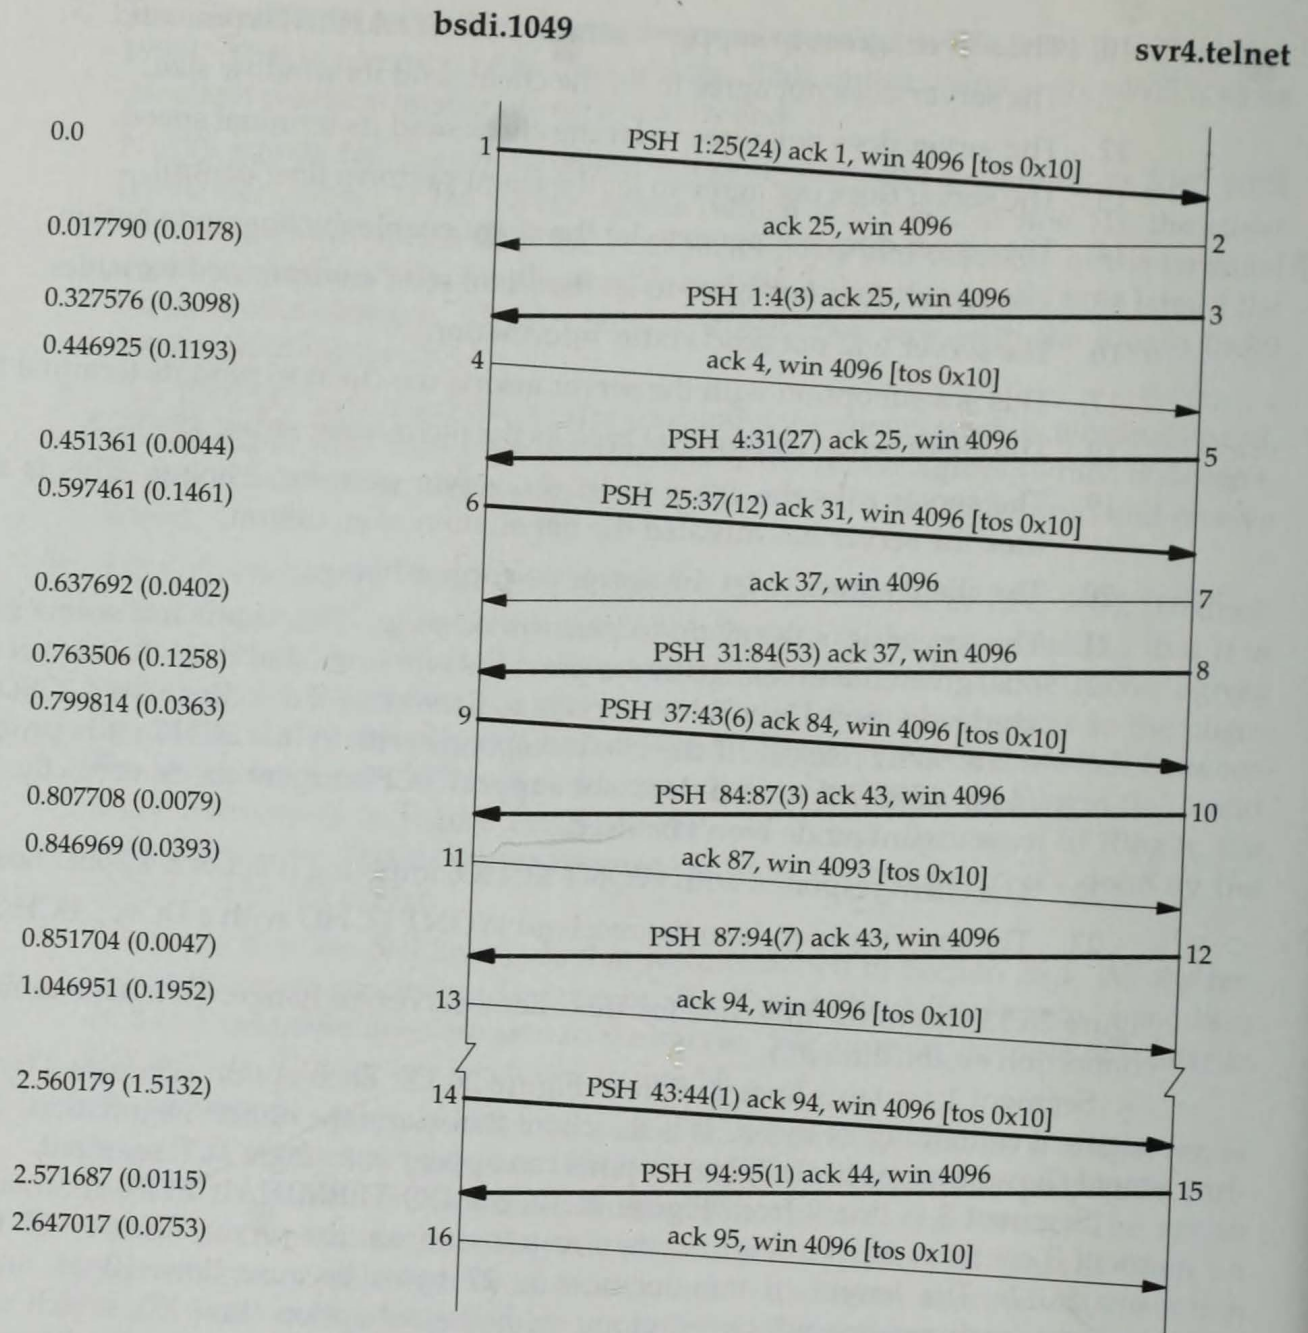 bsdi.1049
svr4.telnet
0.0
1
PSH 1:25(24) ack 1, win 4096 [tos 0x10]
0.017790 (0.0178)
ack 25, win 4096
2
0.327576 (0.3098)
PSH 1:4(3) ack 25, win 4096
3
0.446925 (0.1193)
4
ack 4, win 4096 [tos 0x10]
0.451361 (0.0044)
PSH 4:31(27) ack 25, win 4096
5
0.597461 (0.1461)
6
PSH 25:37(12) ack 31, win 4096 [tos 0x10]
0.637692 (0.0402)
ack 37, win 4096
7
0.763506 (0.1258)
PSH 31:84(53) ack 37, win 4096
8
0.799814 (0.0363)
9
PSH 37:43(6) ack 84, win 4096 [tos 0x10]
0.807708 (0.0079)
PSH 84:87(3) ack 43, win 4096
10
0.846969 (0.0393)
11
ack 87, win 4093 [tos 0x10]
0.851704 (0.0047)
PSH 87:94(7) ack 43, win 4096
12
1.046951 (0.1952)
13
ack 94, win 4096 [tos 0x10]
2.560179 (1.5132)
14
PSH 43:44(1) ack 94, win 4096 [tos 0x10]
2.571687 (0.0115)
PSH 94:95(1) ack 44, win 4096
15
2.647017 (0.0753)
16
ack 95, win 4096 [tos 0x10]